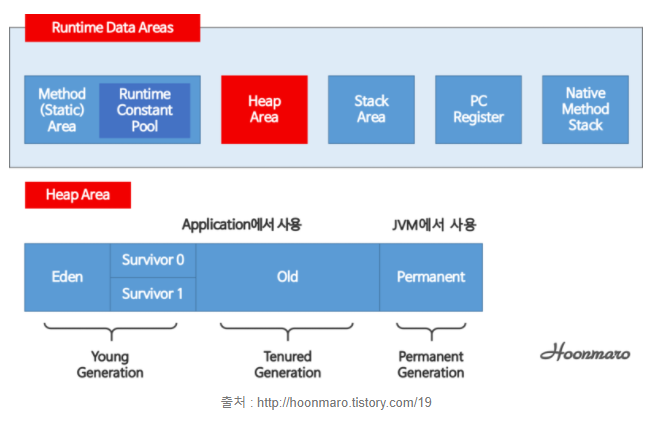 Runtime Data Areas
Method
(Static)
Area
Runtime
Constant
Pool
Heap
Area
Stack
Area
PC
Register
Native
Method
Stack
Heap Area
Application에서 사용
JVM에서 사용
Eden
Survivor 0
Survivor 1
Old
Permanent
Young
Generation
Tenured
Generation
Permanent
Generation
Hoonmaro
출처 : http://hoonmaro.tistory.com/19